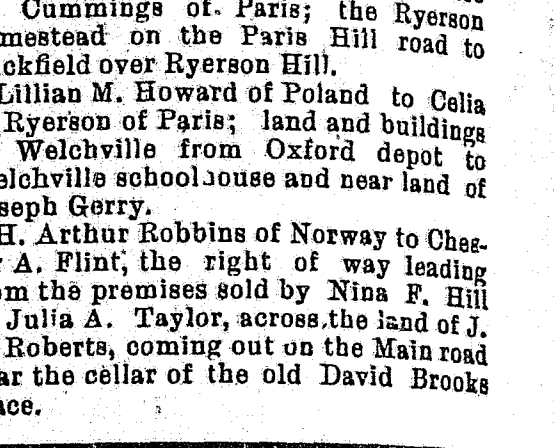 Cummings of Paris; the Ryerson
mestead on the Paris Hill road to
ckfield over Ryerson Hill.
Lillian M. Howard of Poland to Celia
Ryerson of Paris; land and buildings
Welchville from Oxford depot to
elchville schoolhouse and near land of
seph Gerry.
H. Arthur Robbins of Norway to Ches-
A. Flint, the right of way leading
om the premises sold by Nina F. Hill
Julia A. Taylor, across the land of J.
Roberts, coming out on the Main road
ar the cellar of the old David Brooks
ace.